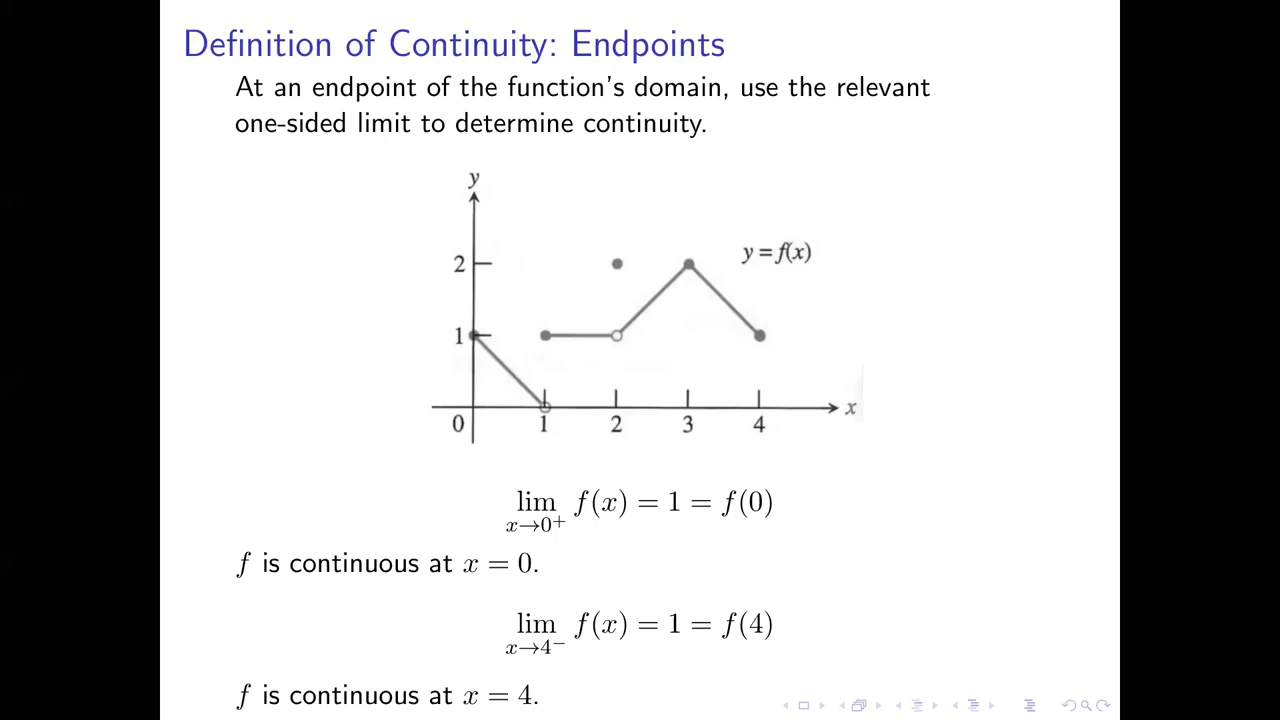 Definition of Continuity: Endpoints
At an endpoint of the function's domain, use the relevant
one-sided limit to determine continuity.
y
2
y = f(x)
1
0 1 2 3 4 x
lim x→0⁺ f(x) = 1 = f(0)
f is continuous at x = 0.
lim x→4⁻ f(x) = 1 = f(4)
f is continuous at x = 4.